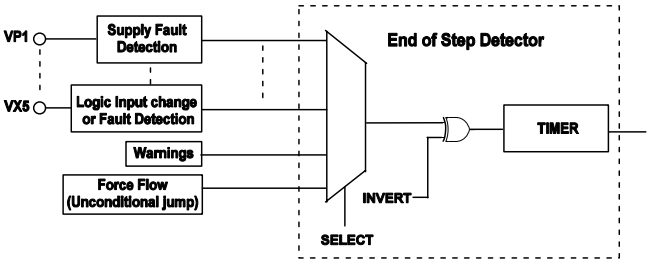 VP1
Supply Fault
Detection
End of Step Detector
VX5
Logic Input change
or Fault Detection
TIMER
Warnings
Force Flow
(Unconditional jump)
INVERT
SELECT